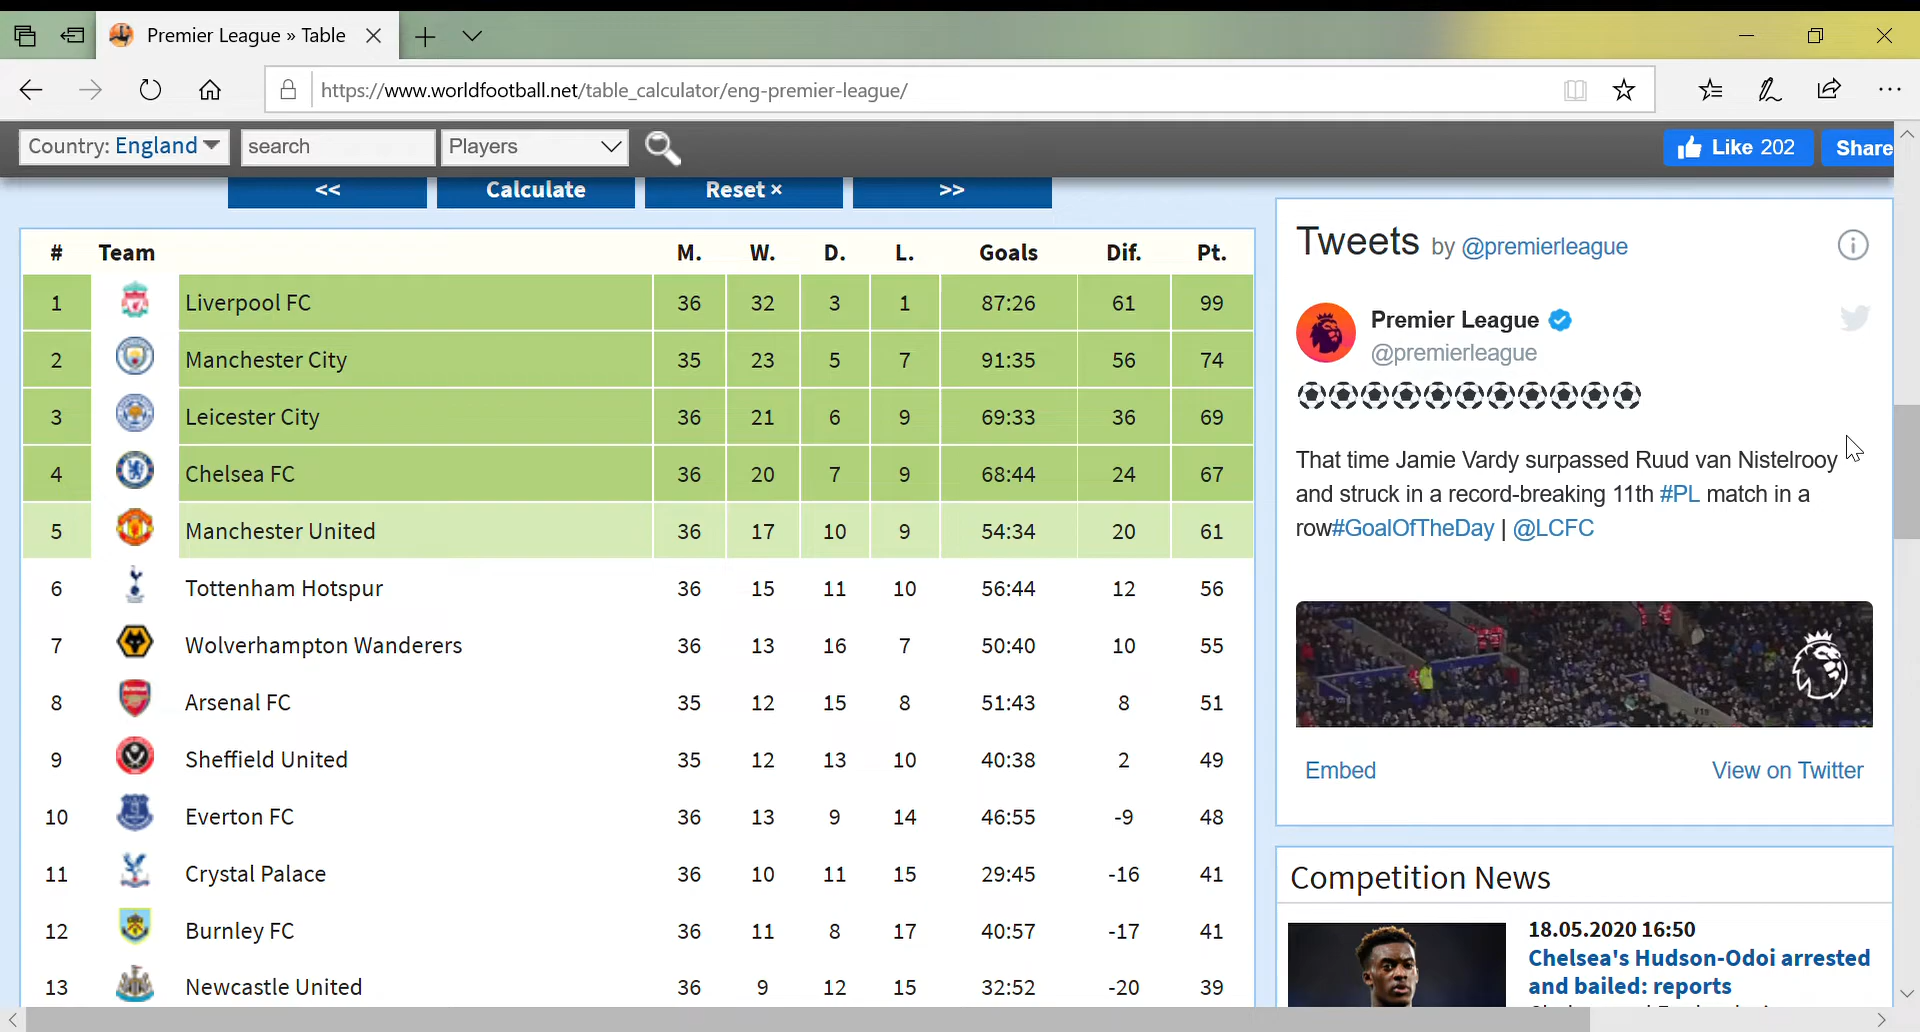 Premier League » Table
https://www.worldfootball.net/table_calculator/eng-premier-league/
Country: England search Players Like 202 Share
<< Calculate Reset × >>
# Team M. W. D. L. Goals Dif. Pt.
1 Liverpool FC 36 32 3 1 87:26 61 99
2 Manchester City 35 23 5 7 91:35 56 74
3 Leicester City 36 21 6 9 69:33 36 69
4 Chelsea FC 36 20 7 9 68:44 24 67
5 Manchester United 36 17 10 9 54:34 20 61
6 Tottenham Hotspur 36 15 11 10 56:44 12 56
7 Wolverhampton Wanderers 36 13 16 7 50:40 10 55
8 Arsenal FC 35 12 15 8 51:43 8 51
9 Sheffield United 35 12 13 10 40:38 2 49
10 Everton FC 36 13 9 14 46:55 -9 48
11 Crystal Palace 36 10 11 15 29:45 -16 41
12 Burnley FC 36 11 8 17 40:57 -17 41
13 Newcastle United 36 9 12 15 32:52 -20 39
Tweets by @premierleague
Premier League
@premierleague
That time Jamie Vardy surpassed Ruud van Nistelrooy
and struck in a record-breaking 11th #PL match in a
row#GoalOfTheDay | @LCFC
Embed View on Twitter
Competition News
18.05.2020 16:50
Chelsea's Hudson-Odoi arrested
and bailed: reports